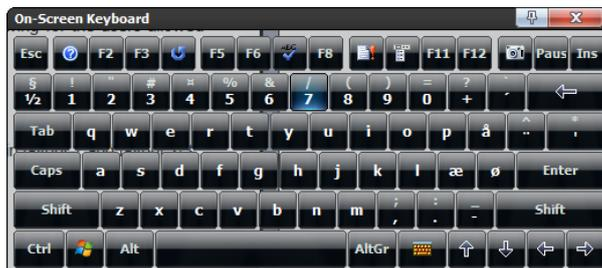 On-Screen Keyboard
Esc F2 F3 F5 F6 ABC F8 F11 F12 Paus Ins
§ ! " # ¤ % & / ( ) = ? `
½ 1 2 3 4 5 6 7 8 9 0 + ´
Tab q w e r t y u i o p å ^ ¨ * '
Caps a s d f g h j k l æ ø Enter
Shift z x c v b n m ; , : . _ - Shift
Ctrl Alt AltGr